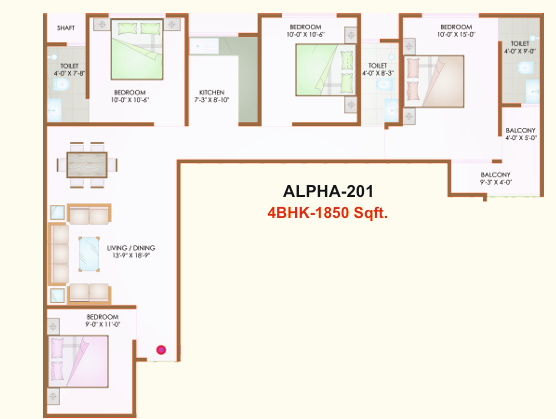 SHAFT
TOILET
4'-0" X 7'-8"
BEDROOM
10'-0" X 10'-6"
KITCHEN
7'-3" X 8'-10"
BEDROOM
10'-0" X 10'-6"
TOILET
4'-0" X 8'-3"
BEDROOM
10'-0" X 15'-0"
TOILET
4'-0" X 9'-0"
BALCONY
4'-0" X 5'-0"
BALCONY
9'-3" X 4'-0"
ALPHA-201
4BHK-1850 Sqft.
LIVING / DINING
13'-9" X 18'-9"
BEDROOM
9'-0" X 11'-0"